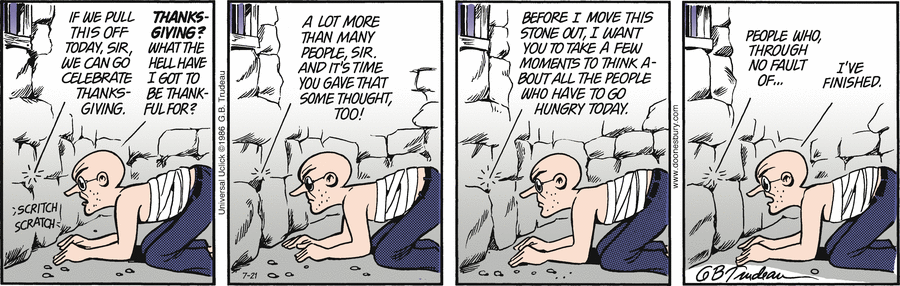 IF WE PULL
THIS OFF
TODAY, SIR,
WE CAN GO
CELEBRATE
THANKS-
GIVING.
THANKS-
GIVING?
WHAT THE
HELL HAVE
I GOT TO
BE THANK-
FUL FOR?
:SCRITCH
SCRATCH:
Universal Uclick ©1986 G.B. Trudeau
A LOT MORE
THAN MANY
PEOPLE, SIR.
AND IT'S TIME
YOU GAVE THAT
SOME THOUGHT,
TOO!
7-21
BEFORE I MOVE THIS
STONE OUT, I WANT
YOU TO TAKE A FEW
MOMENTS TO THINK A-
BOUT ALL THE PEOPLE
WHO HAVE TO GO
HUNGRY TODAY.
www.doonesbury.com
PEOPLE WHO,
THROUGH
NO FAULT
OF...
I'VE
FINISHED.
GB Trudeau